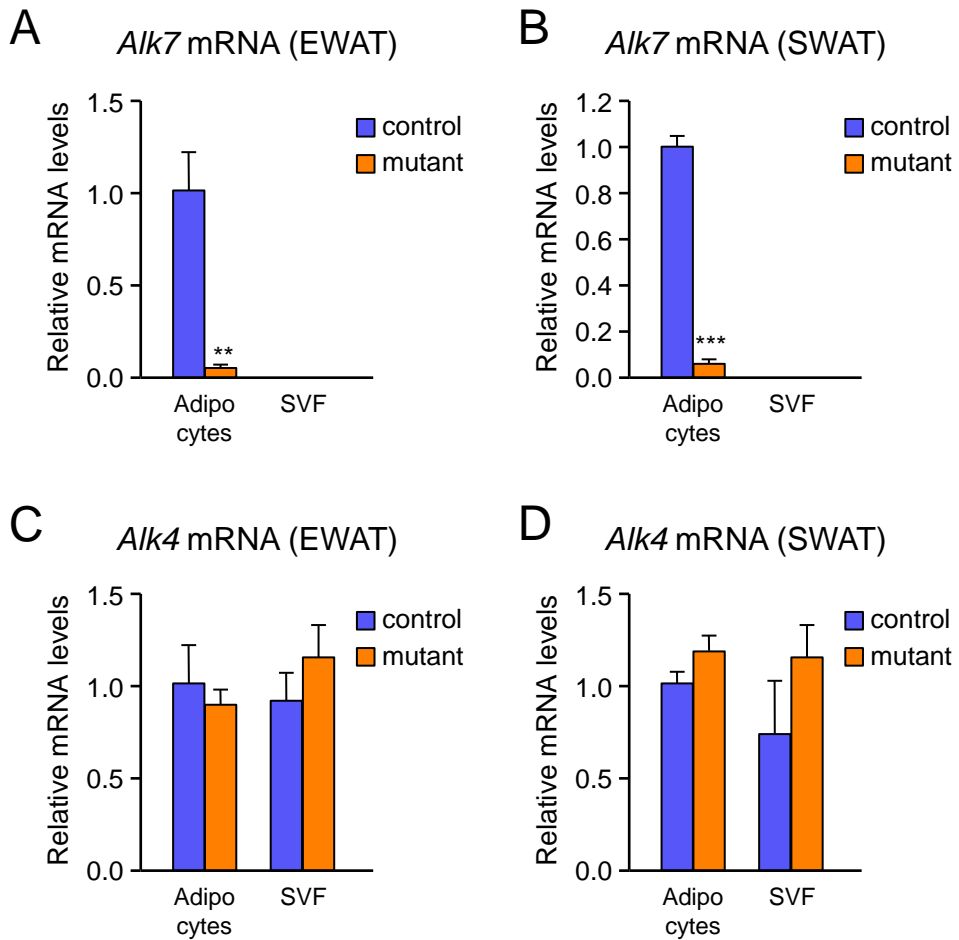 A
Alk7 mRNA (EWAT)
Relative mRNA levels
1.5
1.0
0.5
0.0
control
mutant
**
Adipo
cytes
SVF
B
Alk7 mRNA (SWAT)
Relative mRNA levels
1.2
1.0
0.8
0.6
0.4
0.2
0.0
control
mutant
***
Adipo
cytes
SVF
C
Alk4 mRNA (EWAT)
Relative mRNA levels
1.5
1.0
0.5
0.0
control
mutant
Adipo
cytes
SVF
D
Alk4 mRNA (SWAT)
Relative mRNA levels
1.5
1.0
0.5
0.0
control
mutant
Adipo
cytes
SVF